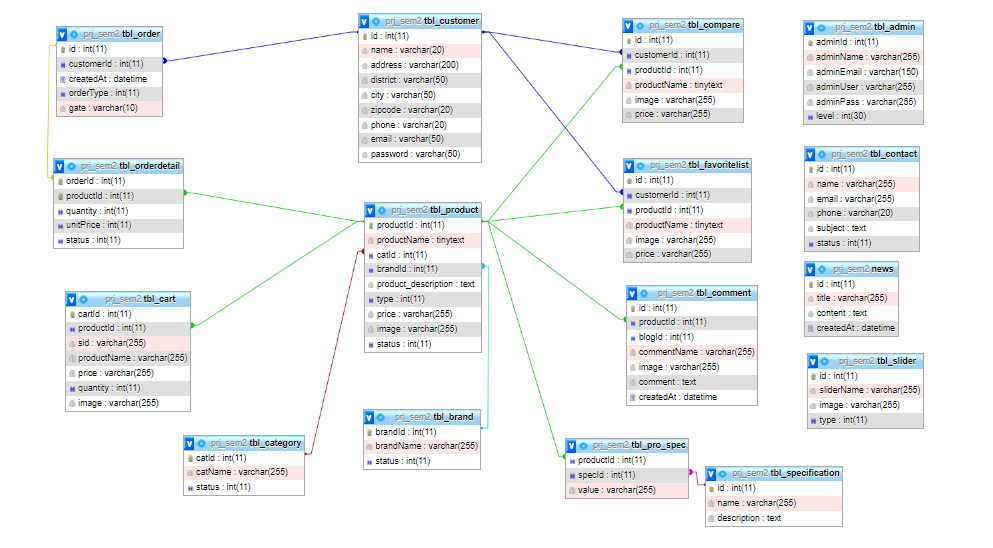 prj_sem2 tbl_order
id : int(11)
customerId : int(11)
createdAt : datetime
orderType : int(11)
gate : varchar(10)
prj_sem2 tbl_customer
id : int(11)
name : varchar(20)
address : varchar(200)
district : varchar(50)
city : varchar(50)
zipcode : varchar(20)
phone : varchar(20)
email : varchar(50)
password : varchar(50)
prj_sem2 tbl_compare
id : int(11)
customerId : int(11)
productId : int(11)
productName : tinytext
image : varchar(255)
price : varchar(255)
prj_sem2 tbl_admin
adminId : int(11)
adminName : varchar(255)
adminEmail : varchar(150)
adminUser : varchar(255)
adminPass : varchar(255)
level : int(30)
prj_sem2 tbl_orderdetail
orderId : int(11)
productId : int(11)
quantity : int(11)
unitPrice : int(11)
status : int(11)
prj_sem2 tbl_product
productId : int(11)
productName : tinytext
catId : int(11)
brandId : int(11)
product_description : text
type : int(11)
price : varchar(255)
image : varchar(255)
status : int(11)
prj_sem2 tbl_favoritelist
id : int(11)
customerId : int(11)
productId : int(11)
productName : tinytext
image : varchar(255)
price : varchar(255)
prj_sem2 tbl_contact
id : int(11)
name : varchar(255)
email : varchar(255)
phone : varchar(20)
subject : text
status : int(11)
prj_sem2 news
id : int(11)
title : varchar(255)
content : text
createdAt : datetime
prj_sem2 tbl_cart
cartId : int(11)
productId : int(11)
sid : varchar(255)
productName : varchar(255)
price : varchar(255)
quantity : int(11)
image : varchar(255)
prj_sem2 tbl_comment
id : int(11)
productId : int(11)
blogId : int(11)
commentName : varchar(255)
image : varchar(255)
comment : text
createdAt : datetime
prj_sem2 tbl_slider
id : int(11)
sliderName : varchar(255)
image : varchar(255)
type : int(11)
prj_sem2 tbl_category
catId : int(11)
catName : varchar(255)
status : int(11)
prj_sem2 tbl_brand
brandId : int(11)
brandName : varchar(255)
status : int(11)
prj_sem2 tbl_pro_spec
productId : int(11)
specId : int(11)
value : varchar(255)
prj_sem2 tbl_specification
id : int(11)
name : varchar(255)
description : text